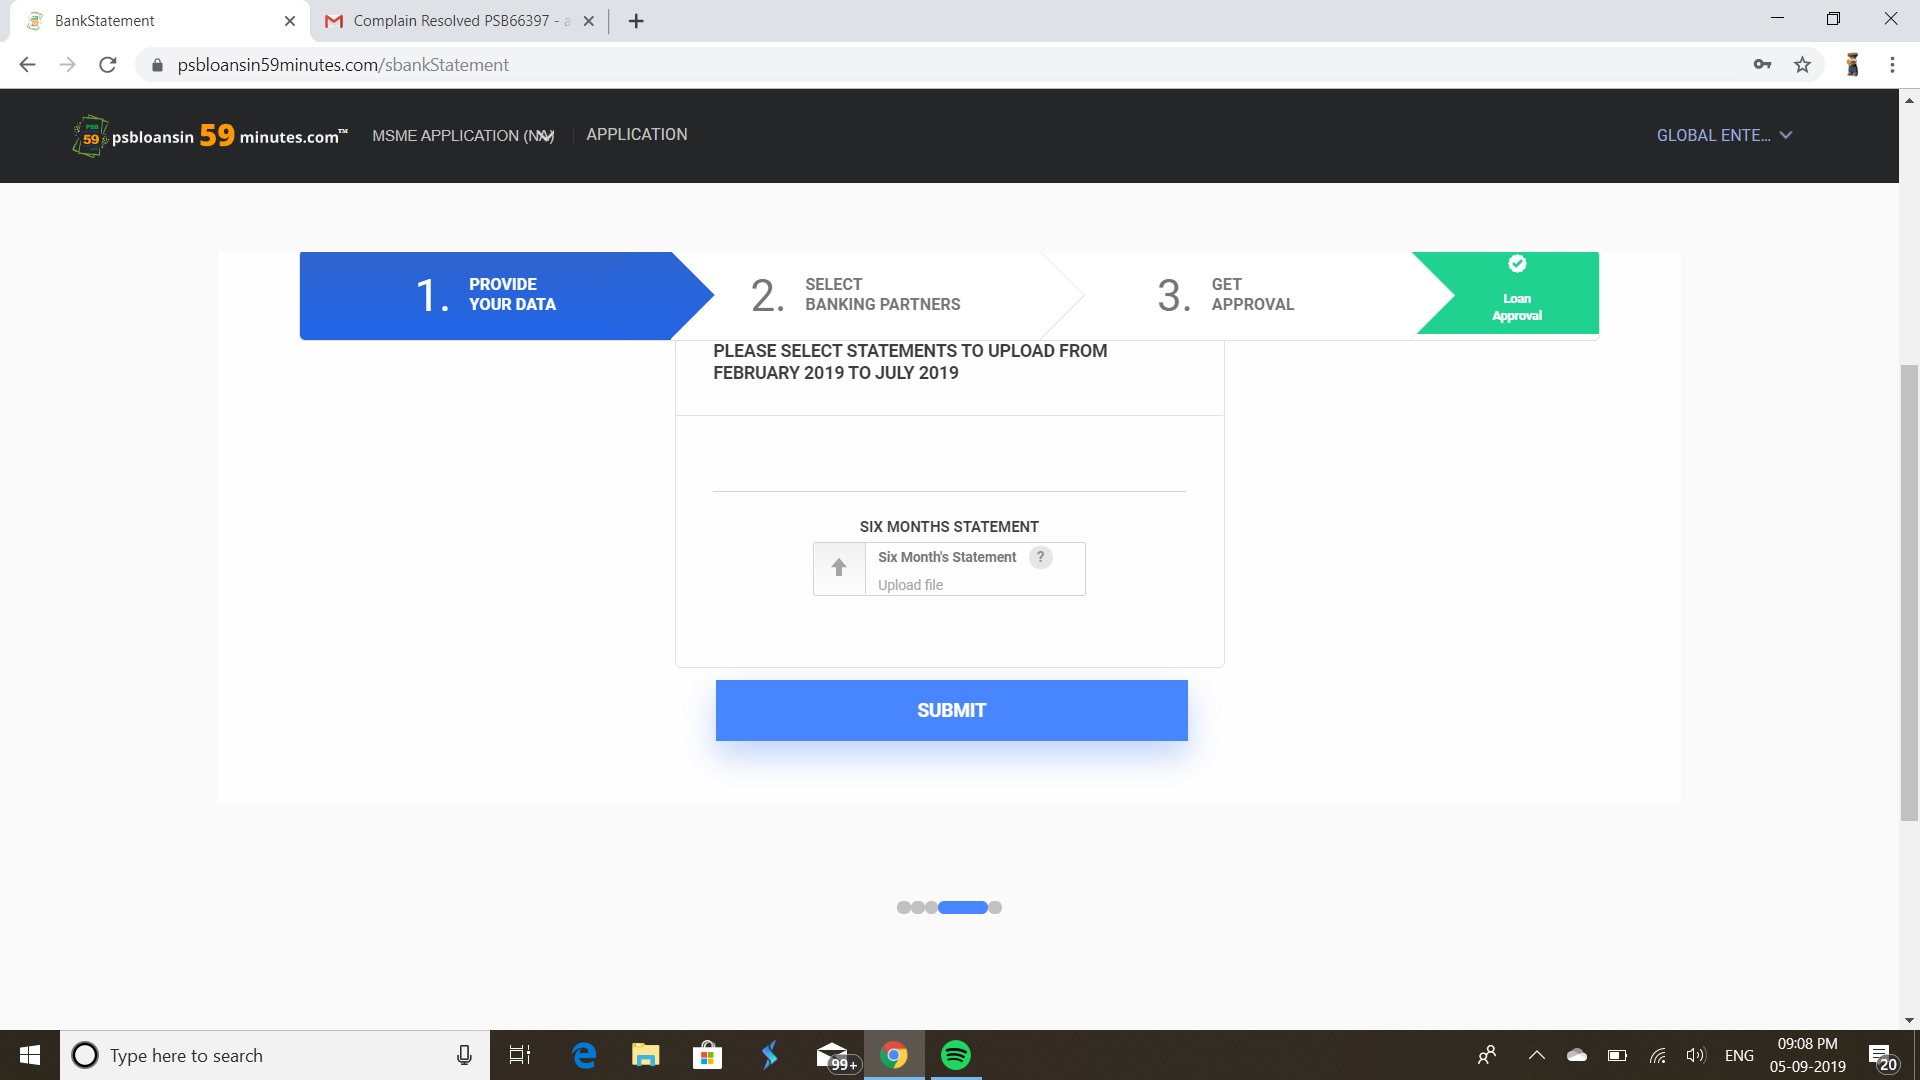 BankStatement
Complain Resolved PSB66397 - a
psbloansin59minutes.com/sbankStatement
PSB 59 psbloansin 59 minutes.com™
MSME APPLICATION
APPLICATION
GLOBAL ENTE...
1. PROVIDE
YOUR DATA
2. SELECT
BANKING PARTNERS
3. GET
APPROVAL
Loan
Approval
PLEASE SELECT STATEMENTS TO UPLOAD FROM
FEBRUARY 2019 TO JULY 2019
SIX MONTHS STATEMENT
Six Month's Statement ?
Upload file
SUBMIT
Type here to search
99+
ENG
09:08 PM
05-09-2019
20